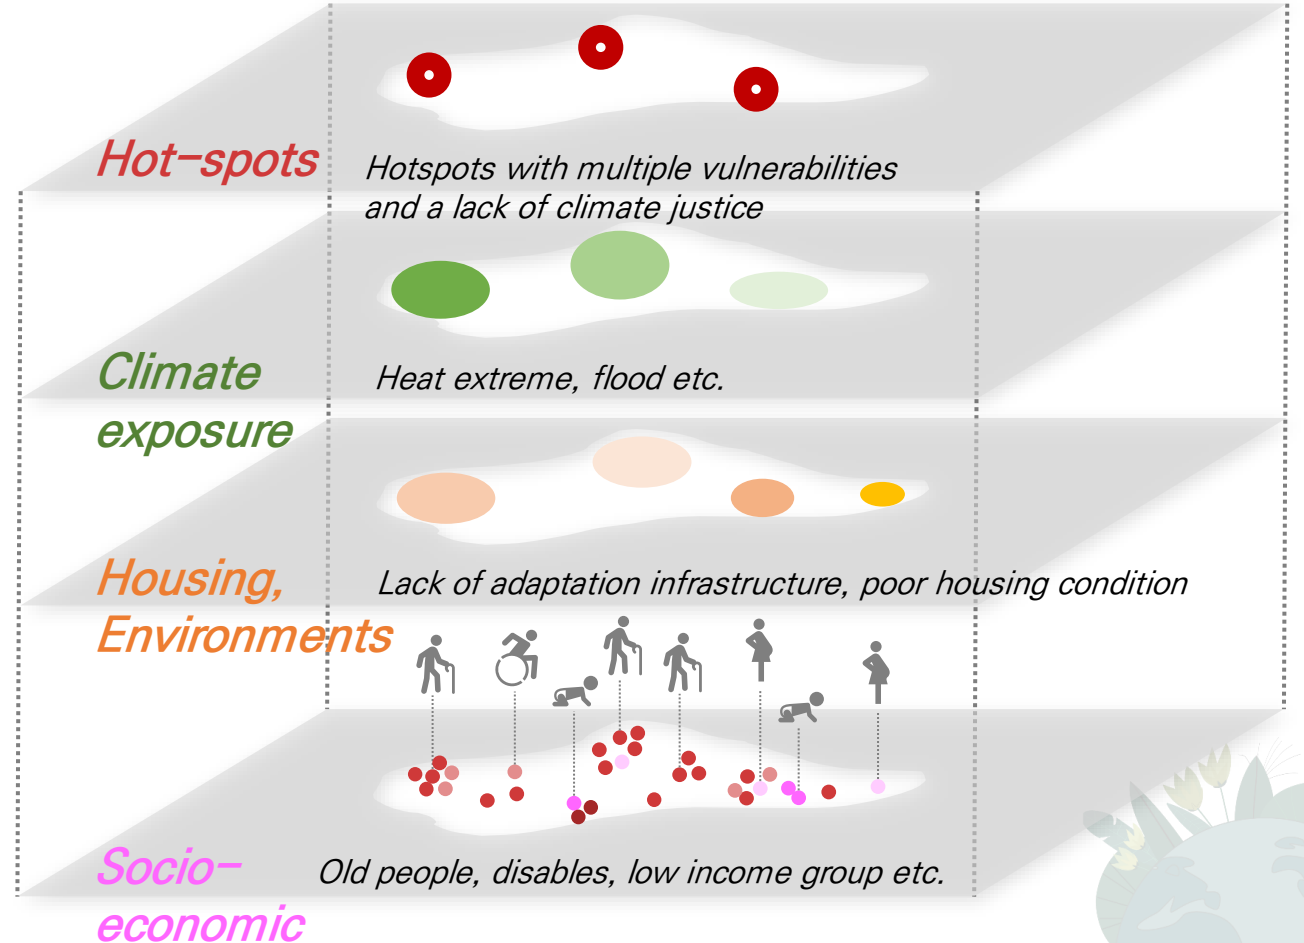 Hot-spots
Hotspots with multiple vulnerabilities
and a lack of climate justice
Climate
exposure
Heat extreme, flood etc.
Housing,
Environments
Lack of adaptation infrastructure, poor housing condition
Socio-
economic
Old people, disables, low income group etc.